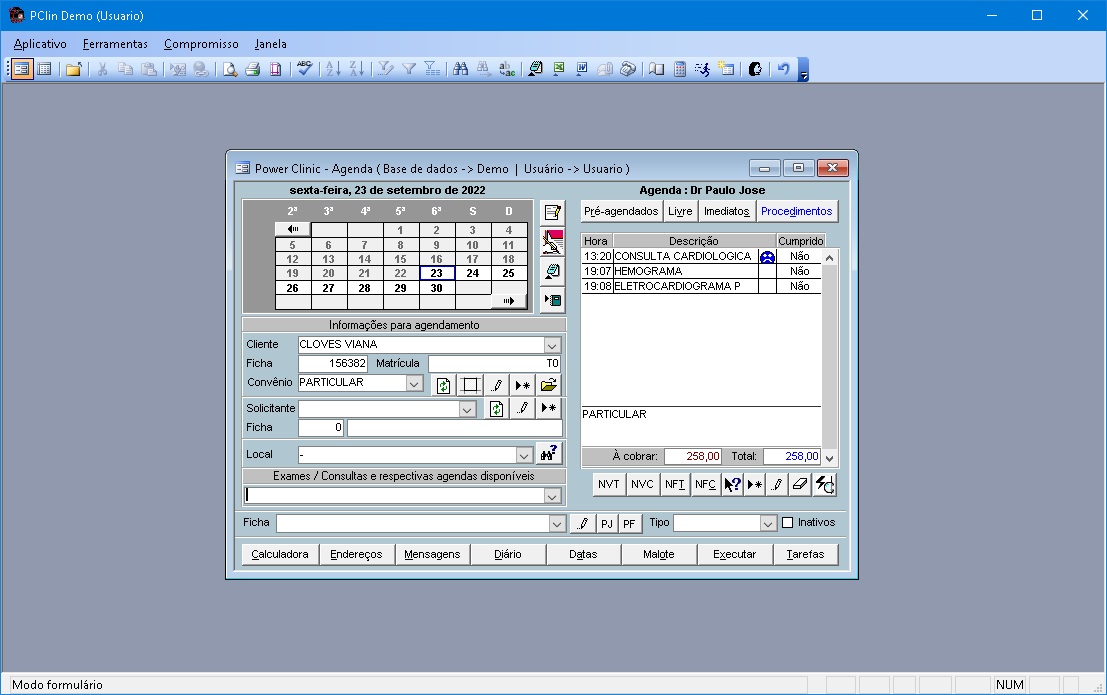 PClin Demo (Usuario)
Aplicativo Ferramentas Compromisso Janela
Power Clinic - Agenda ( Base de dados -> Demo | Usuário -> Usuario )
sexta-feira, 23 de setembro de 2022
2ª 3ª 4ª 5ª 6ª S D
1 2 3 4
5 6 7 8 9 10 11
12 13 14 15 16 17 18
19 20 21 22 23 24 25
26 27 28 29 30
Informações para agendamento
Cliente CLOVES VIANA
Ficha 156382 Matrícula T0
Convênio PARTICULAR
Solicitante
Ficha 0
Local -
Exames / Consultas e respectivas agendas disponíveis
Agenda : Dr Paulo Jose
Pré-agendados Livre Imediatos Procedimentos
Hora Descrição Cumprido
13:20 CONSULTA CARDIOLOGICA Não
19:07 HEMOGRAMA Não
19:08 ELETROCARDIOGRAMA P Não
PARTICULAR
À cobrar: 258,00 Total: 258,00
NVT NVC NFT NFC
Ficha PJ PF Tipo Inativos
Calculadora Endereços Mensagens Diário Datas Malote Executar Tarefas
Modo formulário NUM